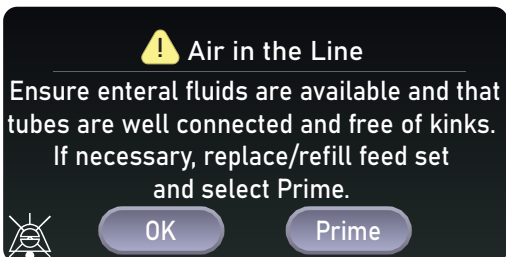 ! Air in the Line
Ensure enteral fluids are available and that
tubes are well connected and free of kinks.
If necessary, replace/refill feed set
and select Prime.
OK Prime